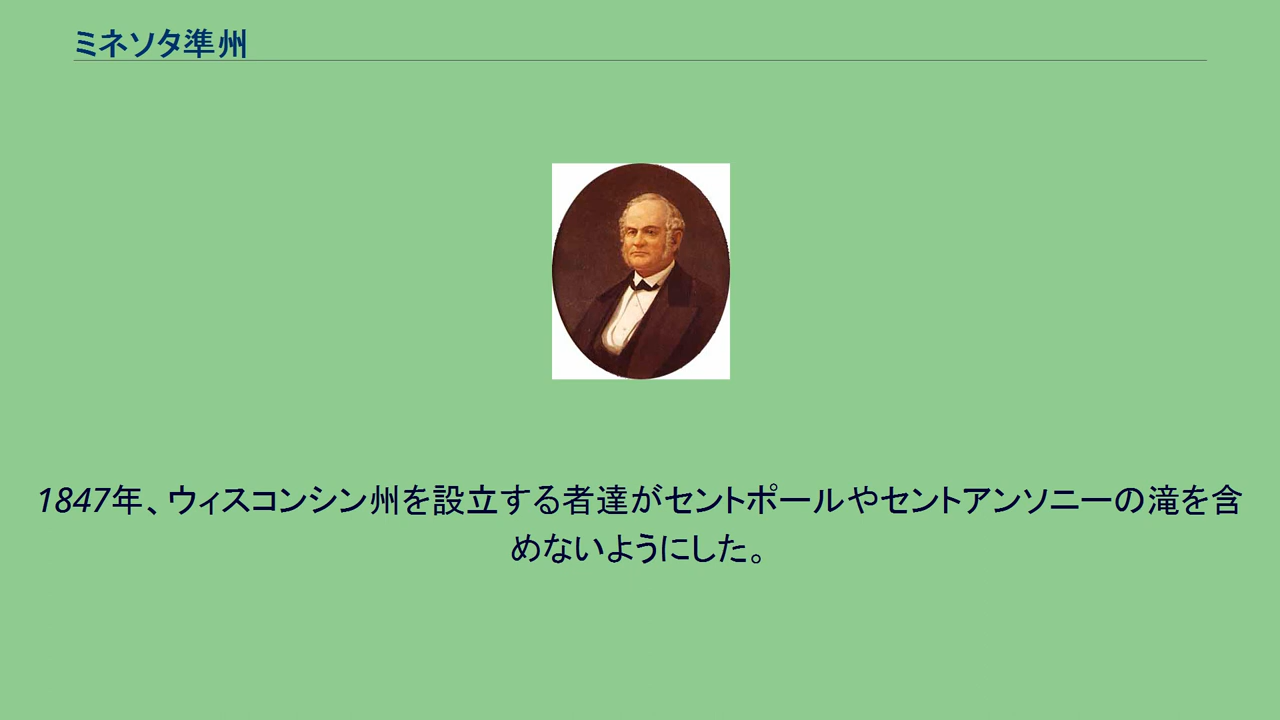 ミネソタ準州
1847年、ウィスコンシン州を設立する者達がセントポールやセントアンソニーの滝を含
めないようにした。